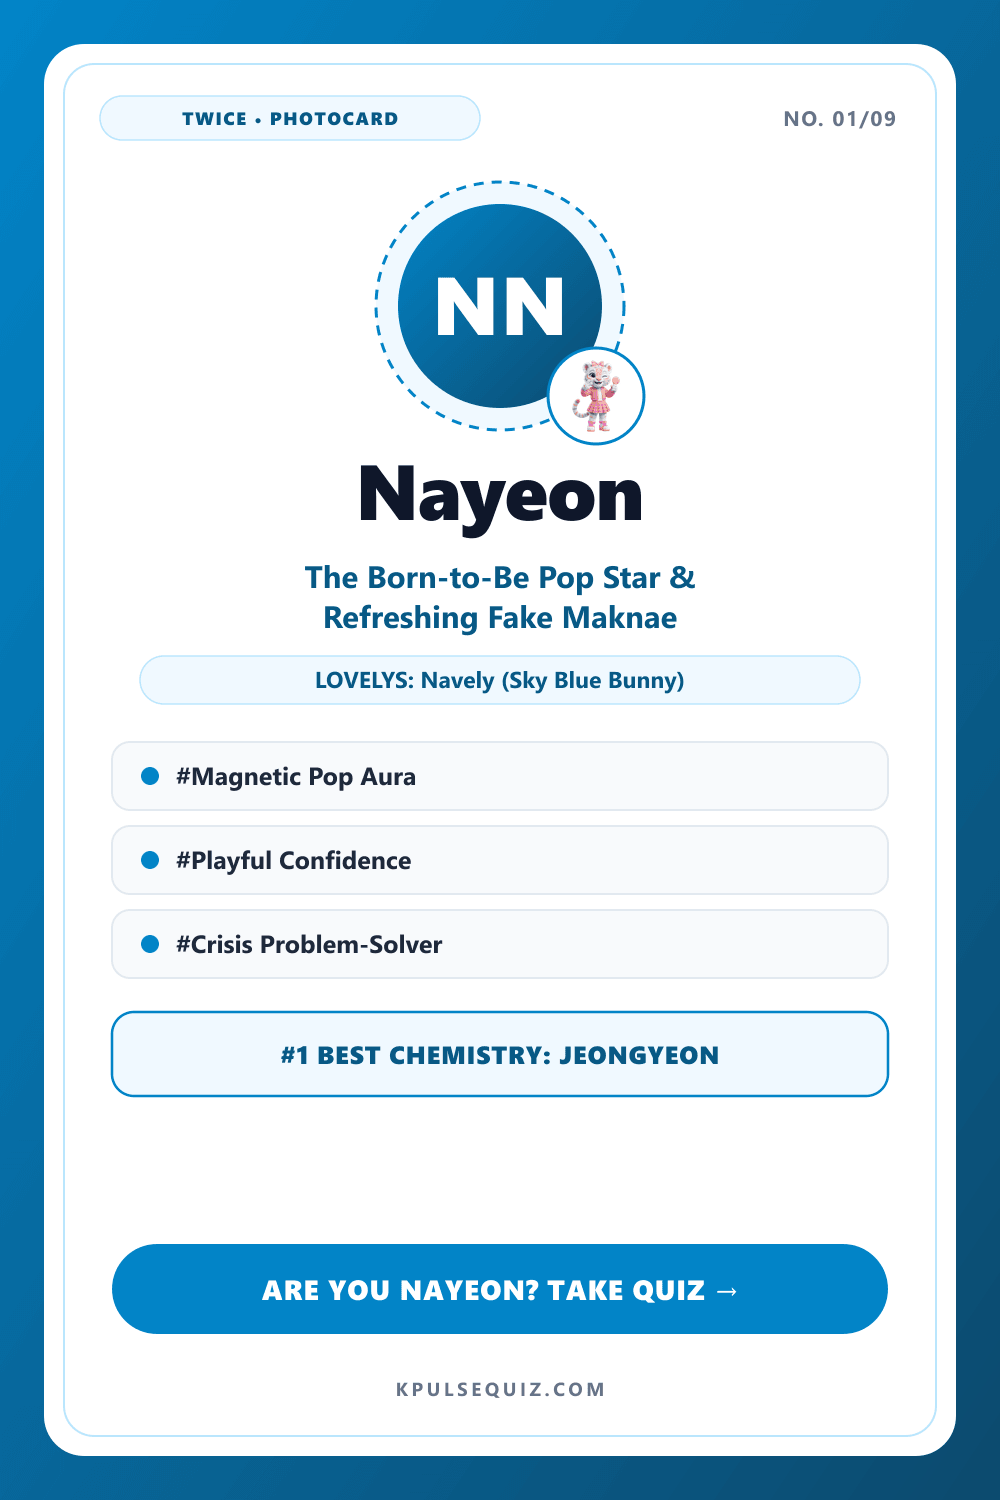 TWICE • PHOTOCARD
NO. 01/09
NN
Nayeon
The Born-to-Be Pop Star &
Refreshing Fake Maknae
LOVELYS: Navely (Sky Blue Bunny)
#Magnetic Pop Aura
#Playful Confidence
#Crisis Problem-Solver
#1 BEST CHEMISTRY: JEONGYEON
ARE YOU NAYEON? TAKE QUIZ →
KPULSEQUIZ.COM